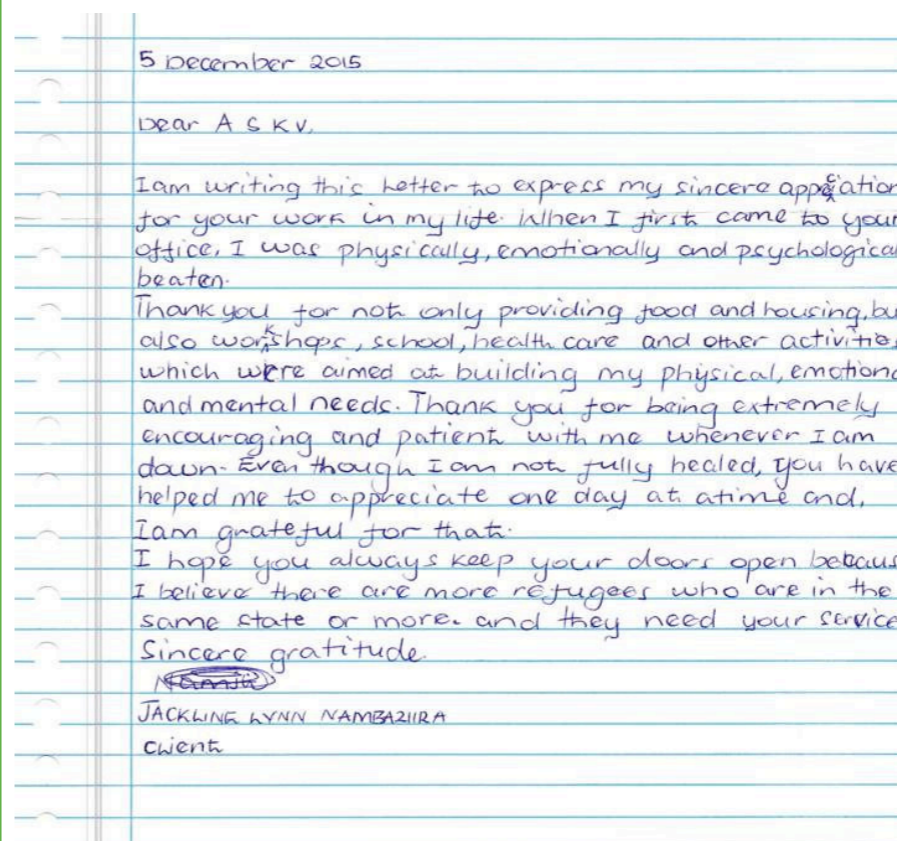 5 December 2015
Dear A S K V,
I am writing this Letter to express my sincere appreciation
for your work in my life. When I first came to your
office, I was physically, emotionally and psychological
beaten.
Thank you for not only providing food and housing, bu
also workshops, school, health care and other activitie
which were aimed at building my physical, emotiona
and mental needs. Thank you for being extremely
encouraging and patient with me whenever I am
down. Even though I am not fully healed, you have
helped me to appreciate one day at atime and,
I am grateful for that.
I hope you always keep your doors open becaus
I believe there are more refugees who are in the
same state or more. and they need your service
Sincere gratitude.
JACKLINE LYNN NAMBAZIIRA
Client